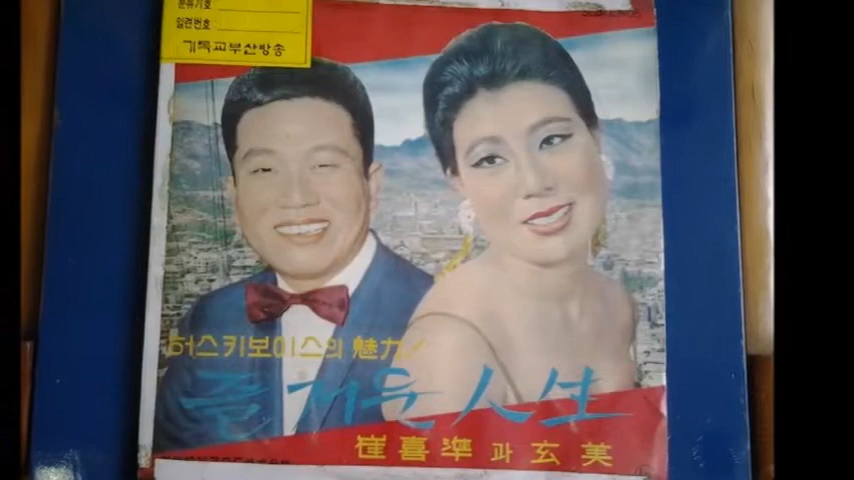 분류기호
일련번호
기독교부산방송
허스키보이스의 魅力!
즐거운 人生
崔喜準 과 玄美